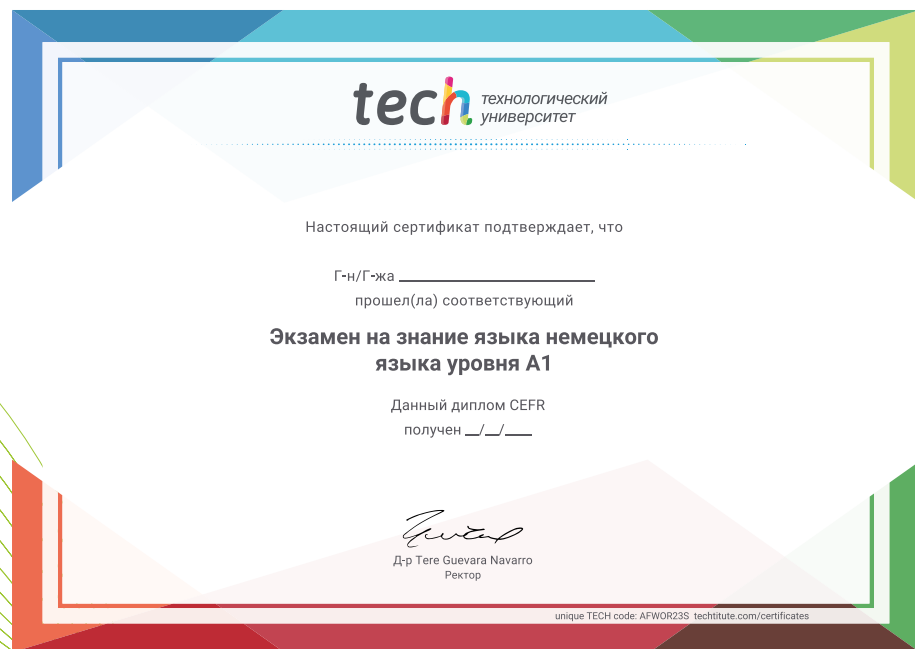 tech технологический
университет
Настоящий сертификат подтверждает, что
Г-н/Г-жа
прошел(ла) соответствующий
Экзамен на знание языка немецкого
языка уровня A1
Данный диплом CEFR
получен __/__/____
Д-р Tere Guevara Navarro
Ректор
unique TECH code: AFWOR23S techtitute.com/certificates